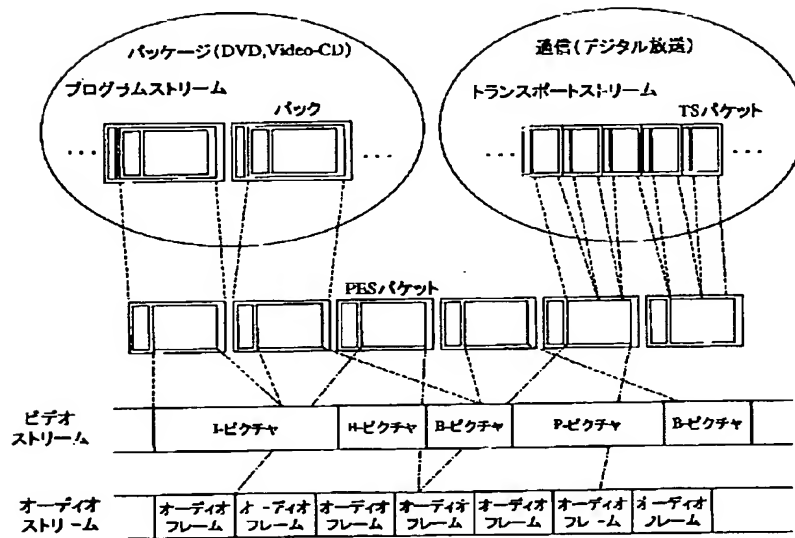 パッケージ(DVD,Video-CD)
プログラムストリーム
パック
...
...
通信(デジタル放送)
トランスポートストリーム
TSパケット
...
...
PESパケット
ビデオ
ストリーム
I-ピクチャ
B-ピクチャ
B-ピクチャ
P-ピクチャ
B-ピクチャ
オーディオ
ストリーム
オーディオ
フレーム
オーディオ
フレーム
オーディオ
フレーム
オーディオ
フレーム
オーディオ
フレーム
オーディオ
フレーム
オーディオ
フレーム